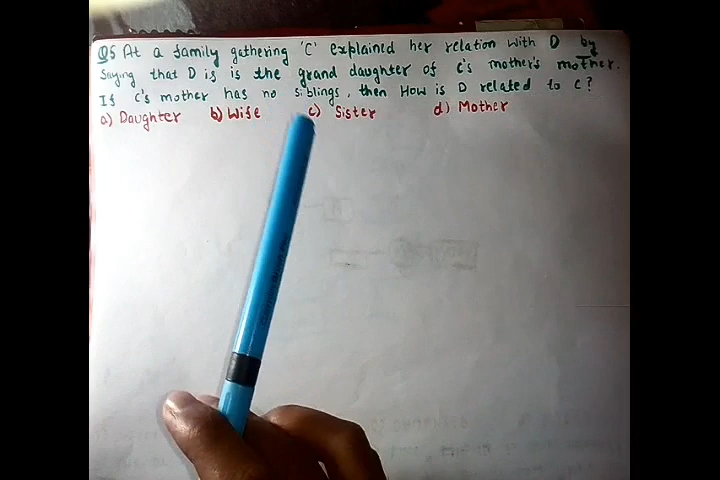 Q5 At a family gathering 'C' explained her relation with D by
saying that D is is the grand daughter of C's mother's mother.
If C's mother has no siblings, then How is D related to C?
a) Daughter b) Wife c) Sister d) Mother